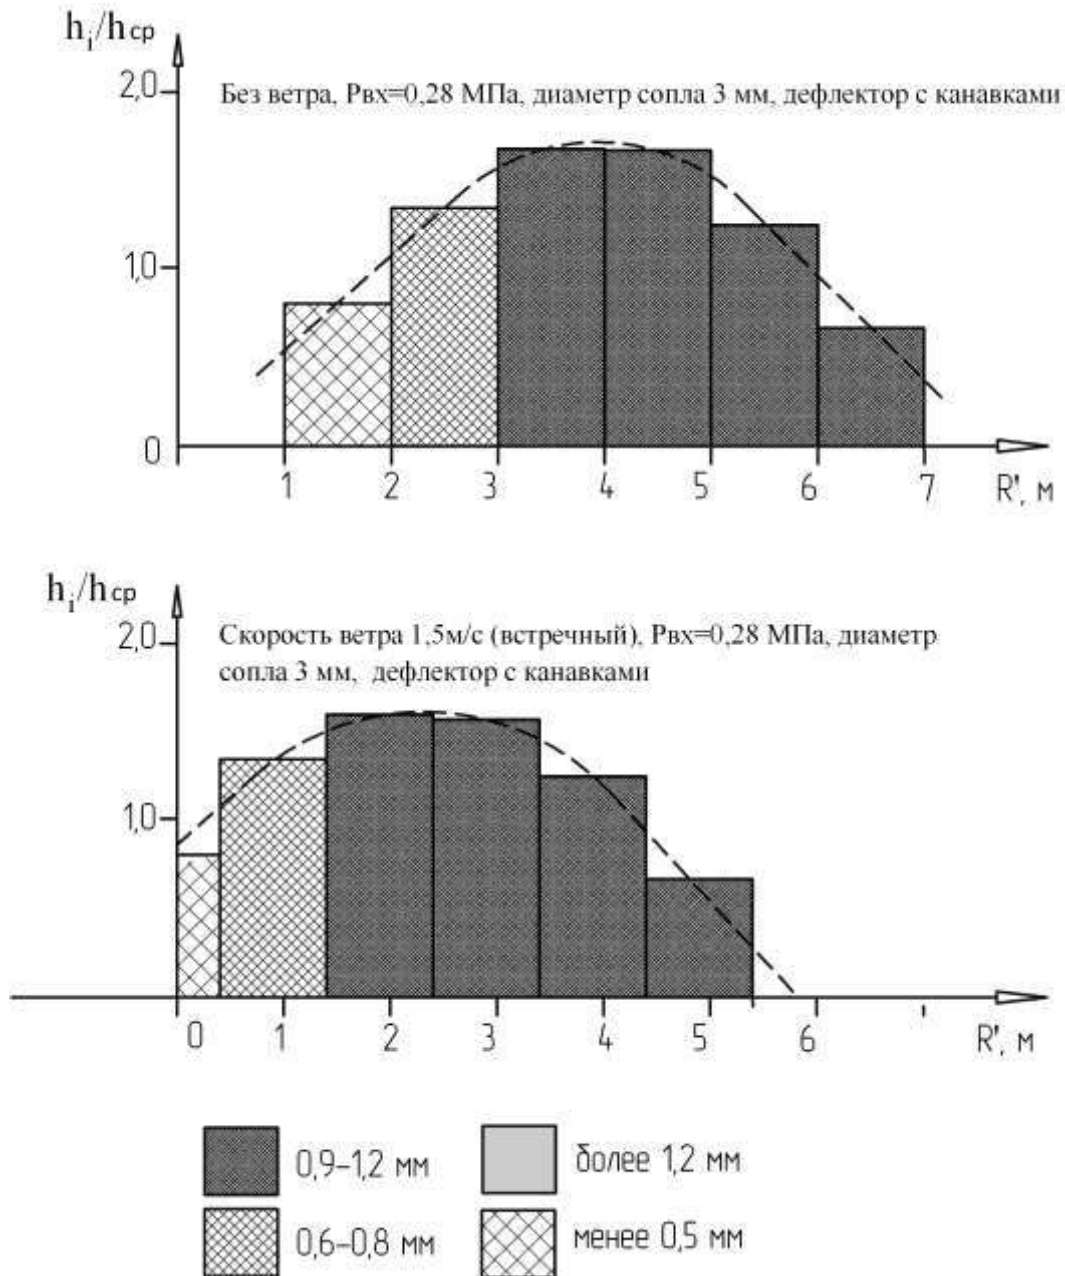 hᵢ/hср
2,0
Без ветра, Рвх=0,28 МПа, диаметр сопла 3 мм, дефлектор с канавками
1,0
0
1 2 3 4 5 6 7 R', м
hᵢ/hср
2,0
Скорость ветра 1,5м/с (встречный), Рвх=0,28 МПа, диаметр
сопла 3 мм, дефлектор с канавками
1,0
0 1 2 3 4 5 6 R', м
0,9–1,2 мм
более 1,2 мм
0,6–0,8 мм
менее 0,5 мм